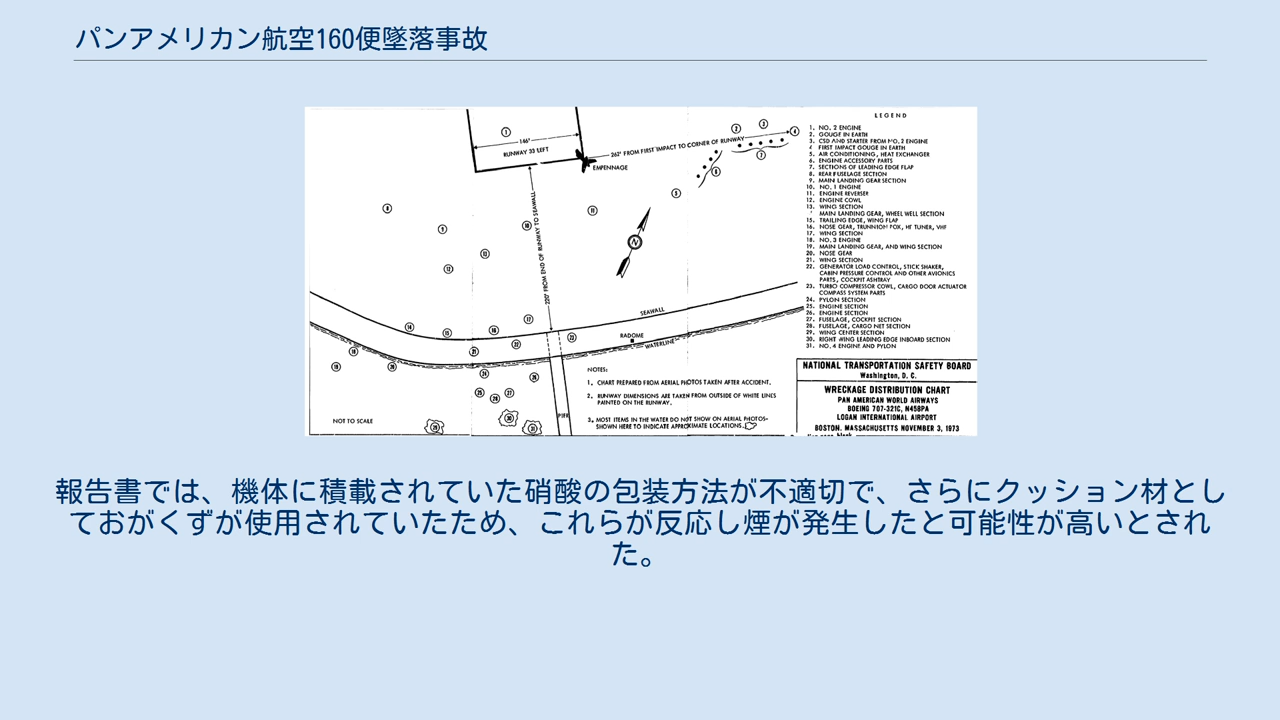 パンアメリカン航空160便墜落事故
LEGEND
1. NO. 2 ENGINE
2. GOUGE IN EARTH
3. CSD AND STARTER FROM NO. 2 ENGINE
4 FIRST IMPACT GOUGE IN EARTH
5. AIR CONDITIONING, HEAT EXCHANGER
6. ENGINE ACCESSORY PARTS
7. SECTIONS OF LEADING EDGE FLAP
8. REAR FUSELAGE SECTION
9. MAIN LANDING GEAR SECTION
10. NO. 1 ENGINE
11. ENGINE REVERSER
12. ENGINE COWL
13. WING SECTION
MAIN LANDING GEAR, WHEEL WELL SECTION
15. TRAILING EDGE, WING FLAP
16. NOSE GEAR, TRUNNION BOX, HF TUNER, VHF
17. WING SECTION
18. NO. 3 ENGINE
19. MAIN LANDING GEAR, AND WING SECTION
20. NOSE GEAR
21. WING SECTION
22. GENERATOR LOAD CONTROL, STICK SHAKER,
CABIN PRESSURE CONTROL AND OTHER AVIONICS
PARTS, COCKPIT ASHTRAY
23. TURBO COMPRESSOR COWL, CARGO DOOR ACTUATOR
COMPASS SYSTEM PARTS
24. PYLON SECTION
25. ENGINE SECTION
26. ENGINE SECTION
27. FUSELAGE, COCKPIT SECTION
28. FUSELAGE, CARGO NET SECTION
29. WING CENTER SECTION
30. RIGHT WING LEADING EDGE INBOARD SECTION
31. NO. 4 ENGINE AND PYLON
146'
RUNWAY 33 LEFT
262' FROM FIRST IMPACT TO CORNER OF RUNWAY
EMPENNAGE
220' FROM END OF RUNWAY TO SEAWALL
N
SEAWALL
RADOME
WATERLINE
PIER
NOT TO SCALE
NOTES:
1. CHART PREPARED FROM AERIAL PHOTOS TAKEN AFTER ACCIDENT.
2. RUNWAY DIMENSIONS ARE TAKEN FROM OUTSIDE OF WHITE LINES
PAINTED ON THE RUNWAY.
3. MOST ITEMS IN THE WATER DO NOT SHOW ON AERIAL PHOTOS-
SHOWN HERE TO INDICATE APPROXIMATE LOCATIONS.
NATIONAL TRANSPORTATION SAFETY BOARD
Washington, D. C.
WRECKAGE DISTRIBUTION CHART
PAN AMERICAN WORLD AIRWAYS
BOEING 707-321C, N458PA
LOGAN INTERNATIONAL AIRPORT
BOSTON, MASSACHUSETTS NOVEMBER 3, 1973
報告書では、機体に積載されていた硝酸の包装方法が不適切で、さらにクッション材とし
ておがくずが使用されていたため、これらが反応し煙が発生したと可能性が高いとされ
た。